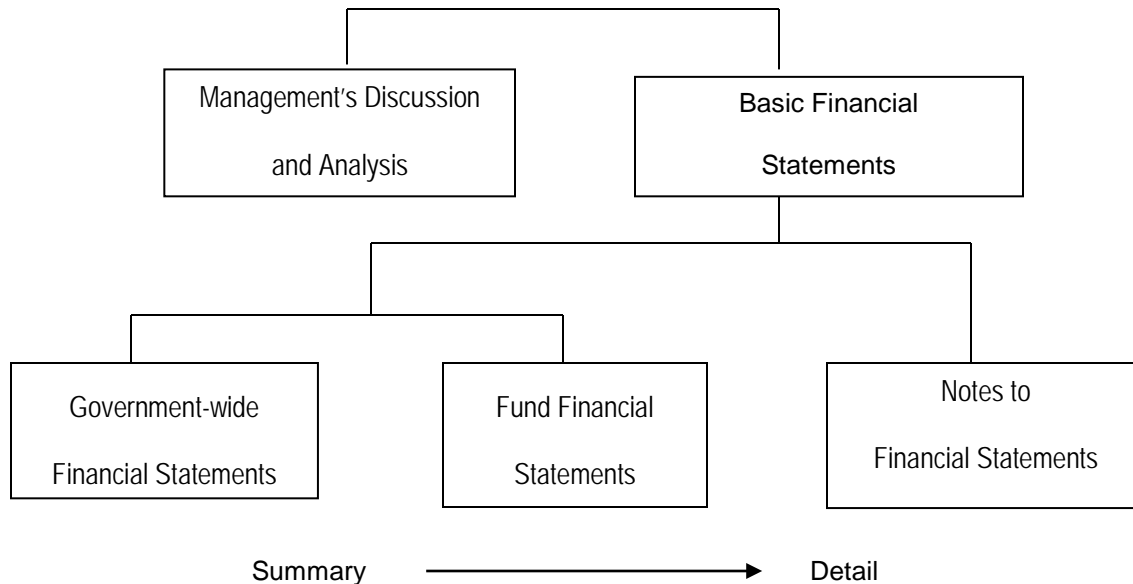 Management's Discussion
and Analysis
Basic Financial
Statements
Government-wide
Financial Statements
Fund Financial
Statements
Notes to
Financial Statements
Summary
Detail